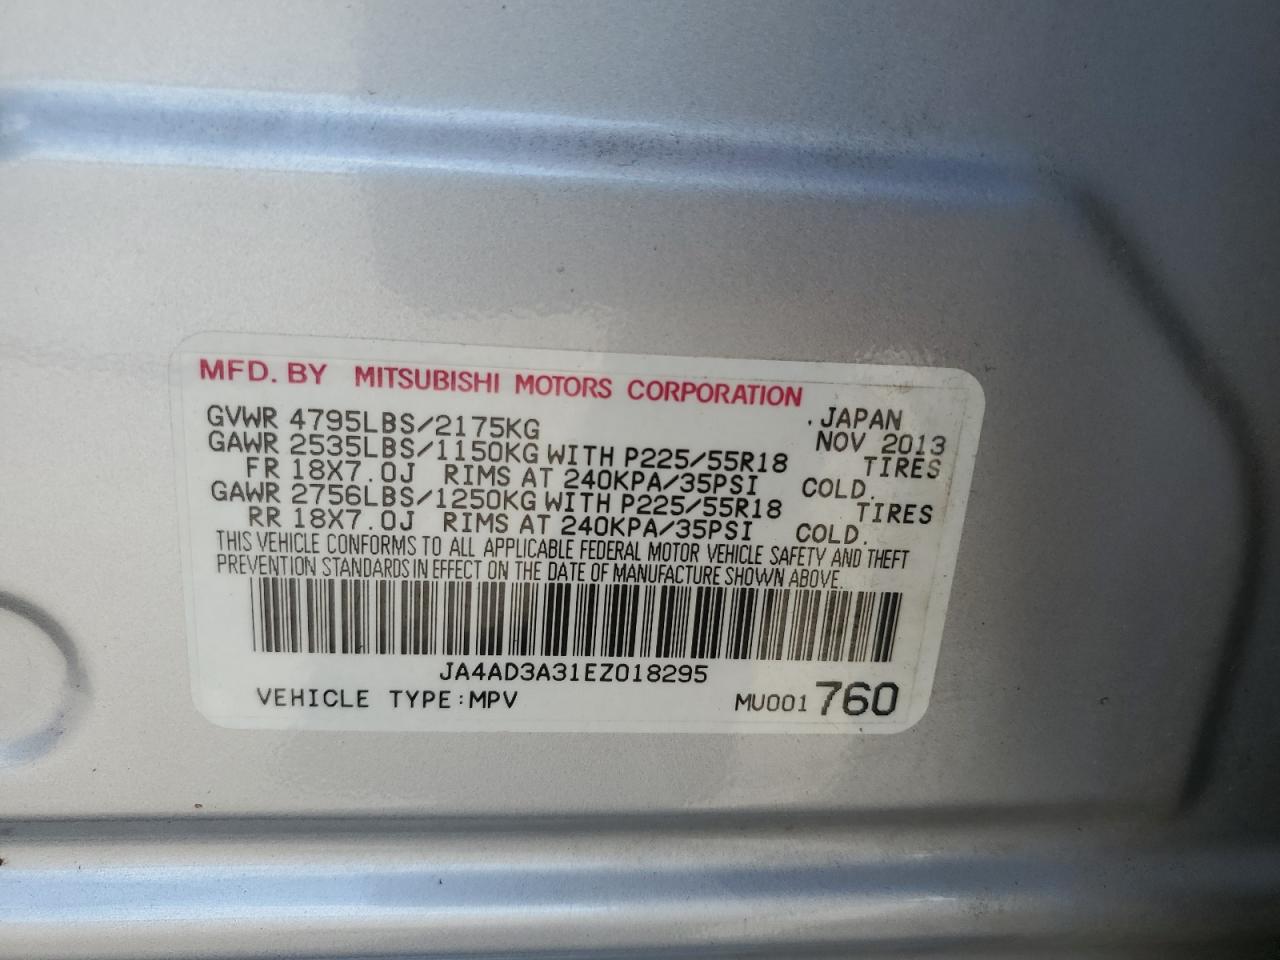 MFD. BY MITSUBISHI MOTORS CORPORATION
. JAPAN
GVWR 4795LBS/2175KG NOV 2013
GAWR 2535LBS/1150KG WITH P225/55R18 TIRES
FR 18X7.0J RIMS AT 240KPA/35PSI COLD.
GAWR 2756LBS/1250KG WITH P225/55R18 TIRES
RR 18X7.0J RIMS AT 240KPA/35PSI COLD.
THIS VEHICLE CONFORMS TO ALL APPLICABLE FEDERAL MOTOR VEHICLE SAFETY AND THEFT
PREVENTION STANDARDS IN EFFECT ON THE DATE OF MANUFACTURE SHOWN ABOVE.
JA4AD3A31EZ018295
VEHICLE TYPE:MPV MU001 760